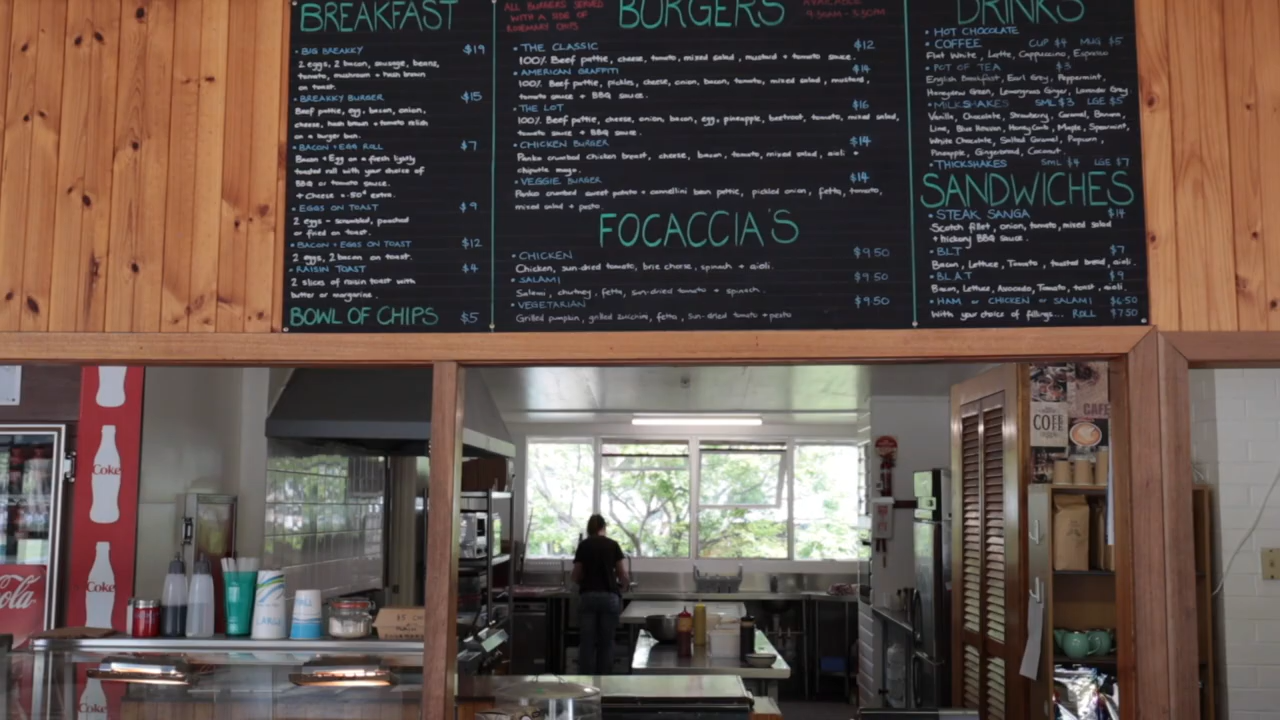 BREAKFAST
• BIG BREAKKY $19
2 eggs, 2 bacon, sausage, beans,
tomato, mushroom + hash brown
on toast.
• BREAKKY BURGER $15
Beef pattie, egg, bacon, onion,
cheese, hash brown + tomato relish
on a burger bun.
• BACON + EGG ROLL $7
Bacon + Egg on a fresh lightly
toasted roll with your choice of
BBQ or tomato sauce.
+ Cheese = .50¢ extra.
• EGGS ON TOAST $9
2 eggs - scrambled, poached
or fried on toast.
• BACON + EGGS ON TOAST $12
2 eggs, 2 bacon on toast.
• RAISIN TOAST $4
2 slices of raisin toast with
butter or margarine.
BOWL OF CHIPS $5
ALL BURGERS SERVED
WITH A SIDE OF
ROSEMARY CHIPS
BURGERS
AVAILABLE
• THE CLASSIC $12
100% Beef pattie, cheese, tomato, mixed salad, mustard + tomato sauce.
• AMERICAN GRAFFITI $14
100% Beef pattie, pickles, cheese, onion, bacon, tomato, mixed salad, mustard,
tomato sauce + BBQ sauce.
• THE LOT $16
100% Beef pattie, cheese, onion, bacon, egg, pineapple, beetroot, tomato, mixed salad,
tomato sauce + BBQ sauce.
• CHICKEN BURGER $14
Panko crumbed Chicken breast, cheese, bacon, tomato, mixed salad, aioli +
chipotle mayo.
• VEGGIE BURGER $14
Panko crumbed sweet potato + cannellini bean pattie, pickled onion, fetta, tomato,
mixed salad + pesto.
FOCACCIA'S
• CHICKEN $9.50
Chicken, sun-dried tomato, brie cheese, spinach + aioli.
• SALAMI $9.50
Salami, chutney, fetta, sun-dried tomato + spinach.
• VEGETARIAN $9.50
Grilled pumpkin, grilled zucchini, fetta, sun-dried tomato + pesto
DRINKS
• HOT CHOCOLATE
• COFFEE CUP $4 MUG $5
Flat White, Latte, Cappuccino, Espresso
• POT OF TEA $3
English Breakfast, Earl Grey, Peppermint,
Honeydew Green, Lemongrass Ginger, Lavender Grey
• MILKSHAKES SML $3 LGE $5
Vanilla, Chocolate, Strawberry, Caramel, Banana,
Lime, Blue Heaven, Honeycomb, Maple, Spearmint,
White Chocolate, Salted Caramel, Popcorn,
Pineapple, Gingerbread, Coconut.
• THICKSHAKES SML $4 LGE $7
SANDWICHES
• STEAK SANGA $14
Scotch fillet, onion, tomato, mixed salad
+ hickory BBQ sauce.
• BLT $7
Bacon, Lettuce, Tomato, toasted bread, aioli.
• BLAT $9
Bacon, Lettuce, Avocado, Tomato, toast, aioli.
• HAM or CHICKEN or SALAMI $6.50
With your choice of fillings... ROLL $7.50
Coke
Coke
Coke
Coca-Cola
LARGE
SMALL
COFFEE
CAFE